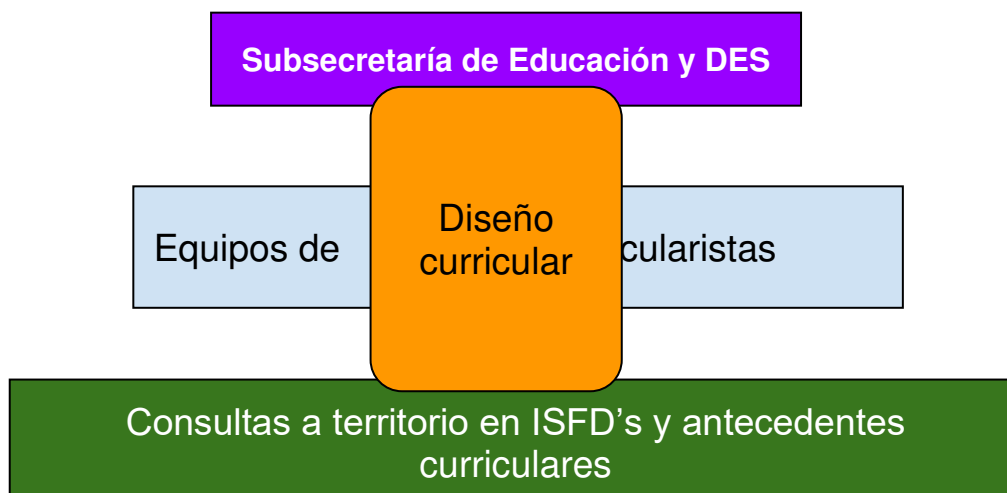 Subsecretaría de Educación y DES
Diseño
curricular
Equipos de cularistas
Consultas a territorio en ISFD’s y antecedentes
curriculares